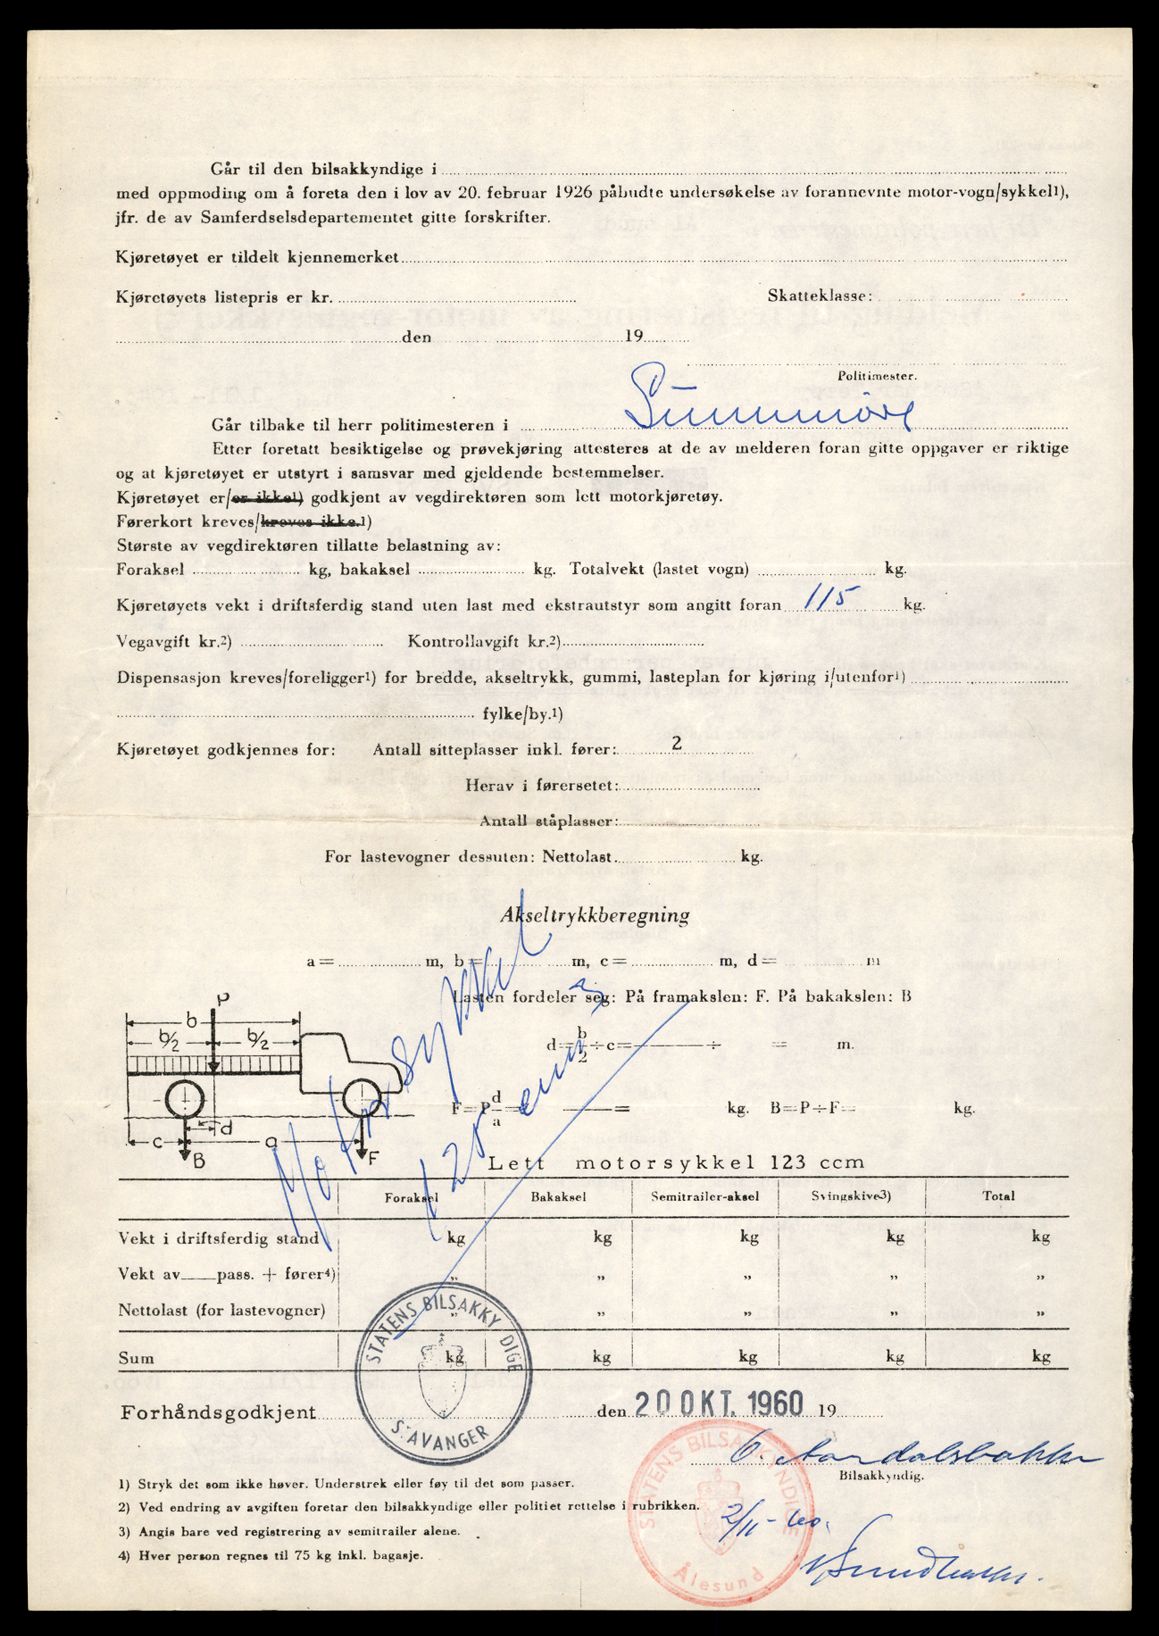 Går til den bilsakkyndige i
med oppmoding om å foreta den i lov av 20. februar 1926 påbudte undersøkelse av forannevnte motor-vogn/sykkel1),
jfr. de av Samferdselsdepartementet gitte forskrifter.
Kjøretøyet er tildelt kjennemerket
Kjøretøyets listepris er kr. Skatteklasse:
den 19
Politimester.
Går tilbake til herr politimesteren i Sunnmøre
Etter foretatt besiktigelse og prøvekjøring attesteres at de av melderen foran gitte oppgaver er riktige
og at kjøretøyet er utstyrt i samsvar med gjeldende bestemmelser.
Kjøretøyet er/er ikke1) godkjent av vegdirektøren som lett motorkjøretøy.
Førerkort kreves/kreves ikke.1)
Største av vegdirektøren tillatte belastning av:
Foraksel kg, bakaksel kg. Totalvekt (lastet vogn) kg.
Kjøretøyets vekt i driftsferdig stand uten last med ekstrautstyr som angitt foran 115 kg.
Vegavgift kr.2) Kontrollavgift kr.2)
Dispensasjon kreves/foreligger1) for bredde, akseltrykk, gummi, lasteplan for kjøring i/utenfor1)
fylke/by.1)
Kjøretøyet godkjennes for: Antall sitteplasser inkl. fører: 2
Herav i førersetet:
Antall ståplasser:
For lastevogner dessuten: Nettolast kg.
Akseltrykkberegning
a = m, b = m, c = m, d = m
Lasten fordeler seg: På framakslen: F. På bakakslen: B
P
b
b/2 b/2
d = b/2 ÷ c = ÷ = m.
F = P d/a = = kg. B = P ÷ F = kg.
c d a
B F
Motorsykkel
Lett motorsykkel 123 ccm
Foraksel Bakaksel Semitrailer-aksel Svingskive3) Total
Vekt i driftsferdig stand kg kg kg kg kg
Vekt av pass. + fører4) „ „ „ „ „
Nettolast (for lastevogner) „ „ „ „ „
Sum kg kg kg kg kg
STATENS BILSAKKY DIGE
STAVANGER
Forhåndsgodkjent den 20 OKT. 1960 19
Bilsakkyndig.
STATENS BILSAKKYNDIGE
Ålesund
2/11-60.
1) Stryk det som ikke høver. Understrek eller føy til det som passer.
2) Ved endring av avgiften foretar den bilsakkyndige eller politiet rettelse i rubrikken.
3) Angis bare ved registrering av semitrailer alene.
4) Hver person regnes til 75 kg inkl. bagasje.